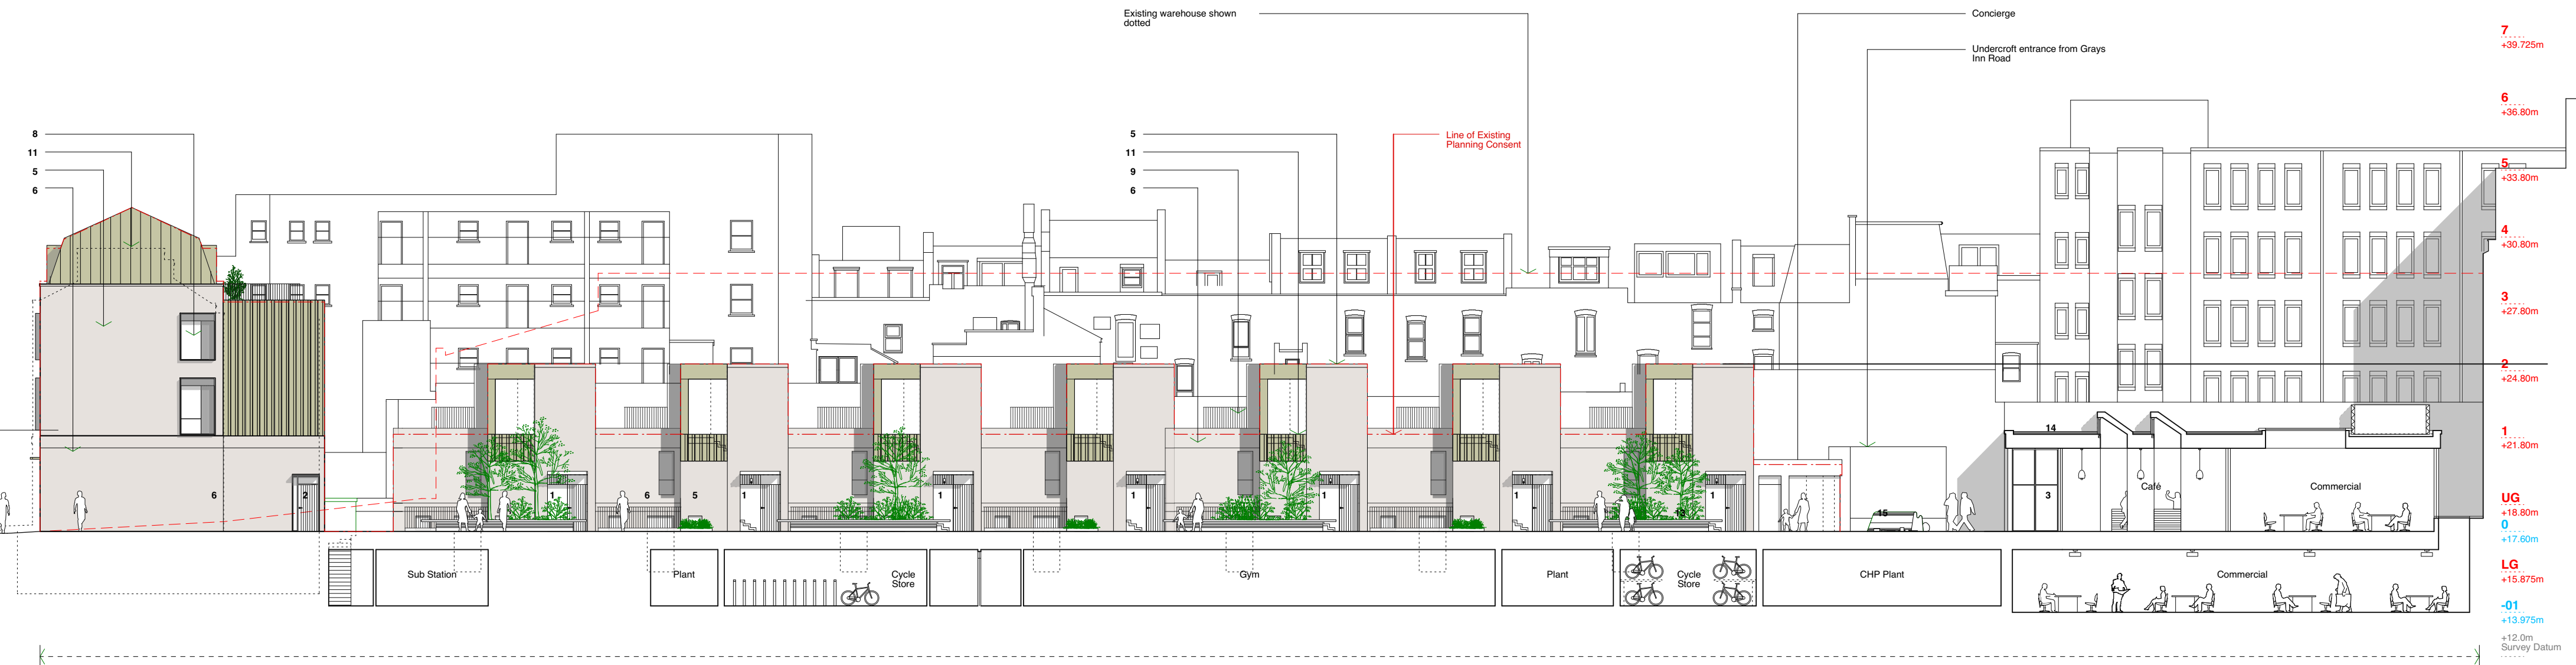 Existing warehouse shown
dotted
Concierge
Undercroft entrance from Grays
Inn Road
7
+39.725m
6
+36.80m
8
11
5
6
5
11
9
6
Line of Existing
Planning Consent
5
+33.80m
4
+30.80m
3
+27.80m
2
+24.80m
1
+21.80m
14
6
2
1
6
5
1
1
1
1
1
13
1
15
3
Café
Commercial
UG
+18.80m
0
+17.60m
Sub Station
Plant
Cycle
Store
Gym
Plant
Cycle
Store
CHP Plant
Commercial
LG
+15.875m
-01
+13.975m
+12.0m
Survey Datum